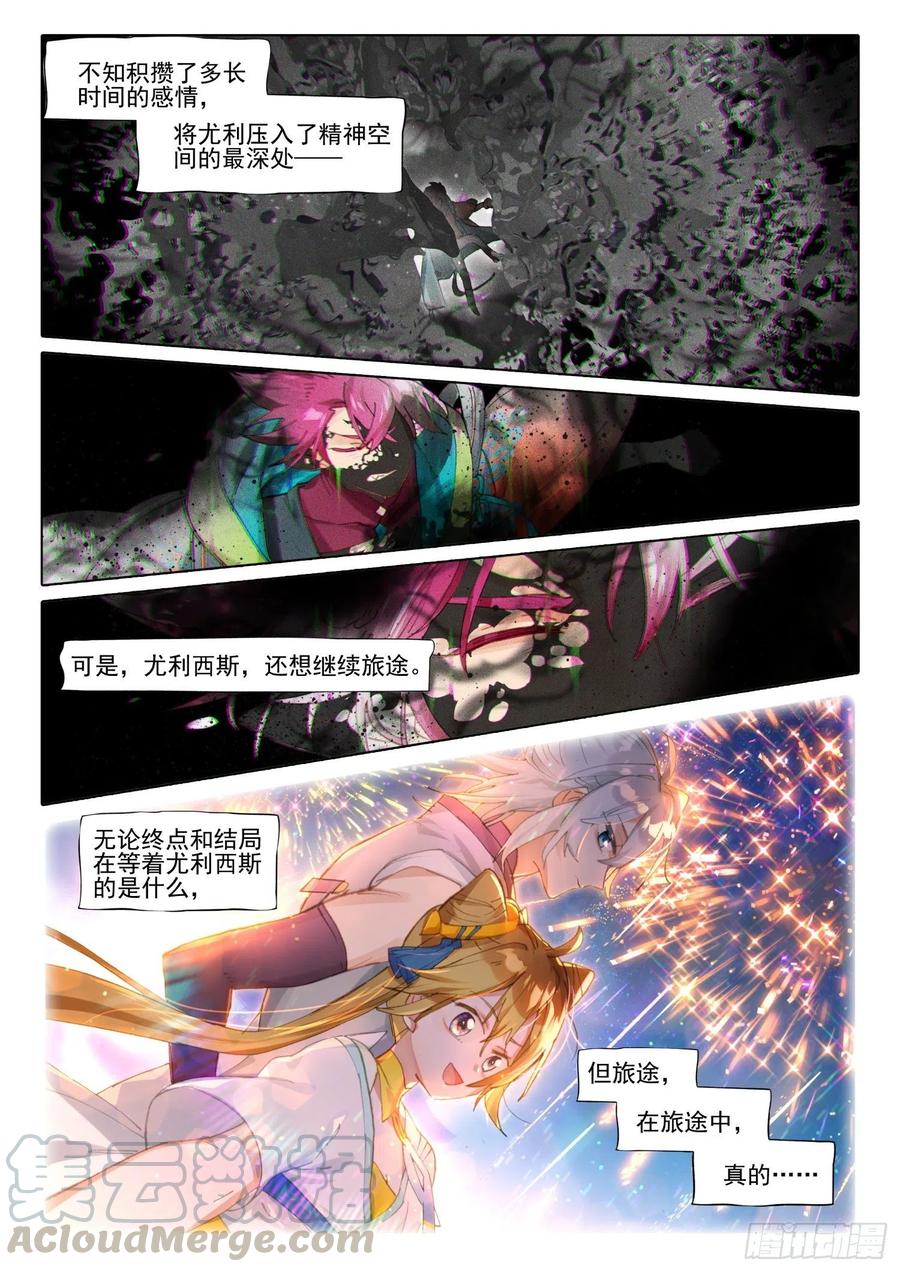 不知积攒了多长
时间的感情，
将尤利压入了精神空
间的最深处——
可是，尤利西斯，还想继续旅途。
无论终点和结局
在等着尤利西斯
的是什么，
但旅途，
在旅途中，
真的……
集云数据
ACloudMerge.com
腾讯动漫